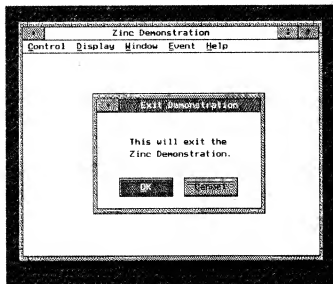 Zinc Demonstration
Control Display Window Event Help
Exit Demonstration
This will exit the
Zinc Demonstration.
OK Cancel